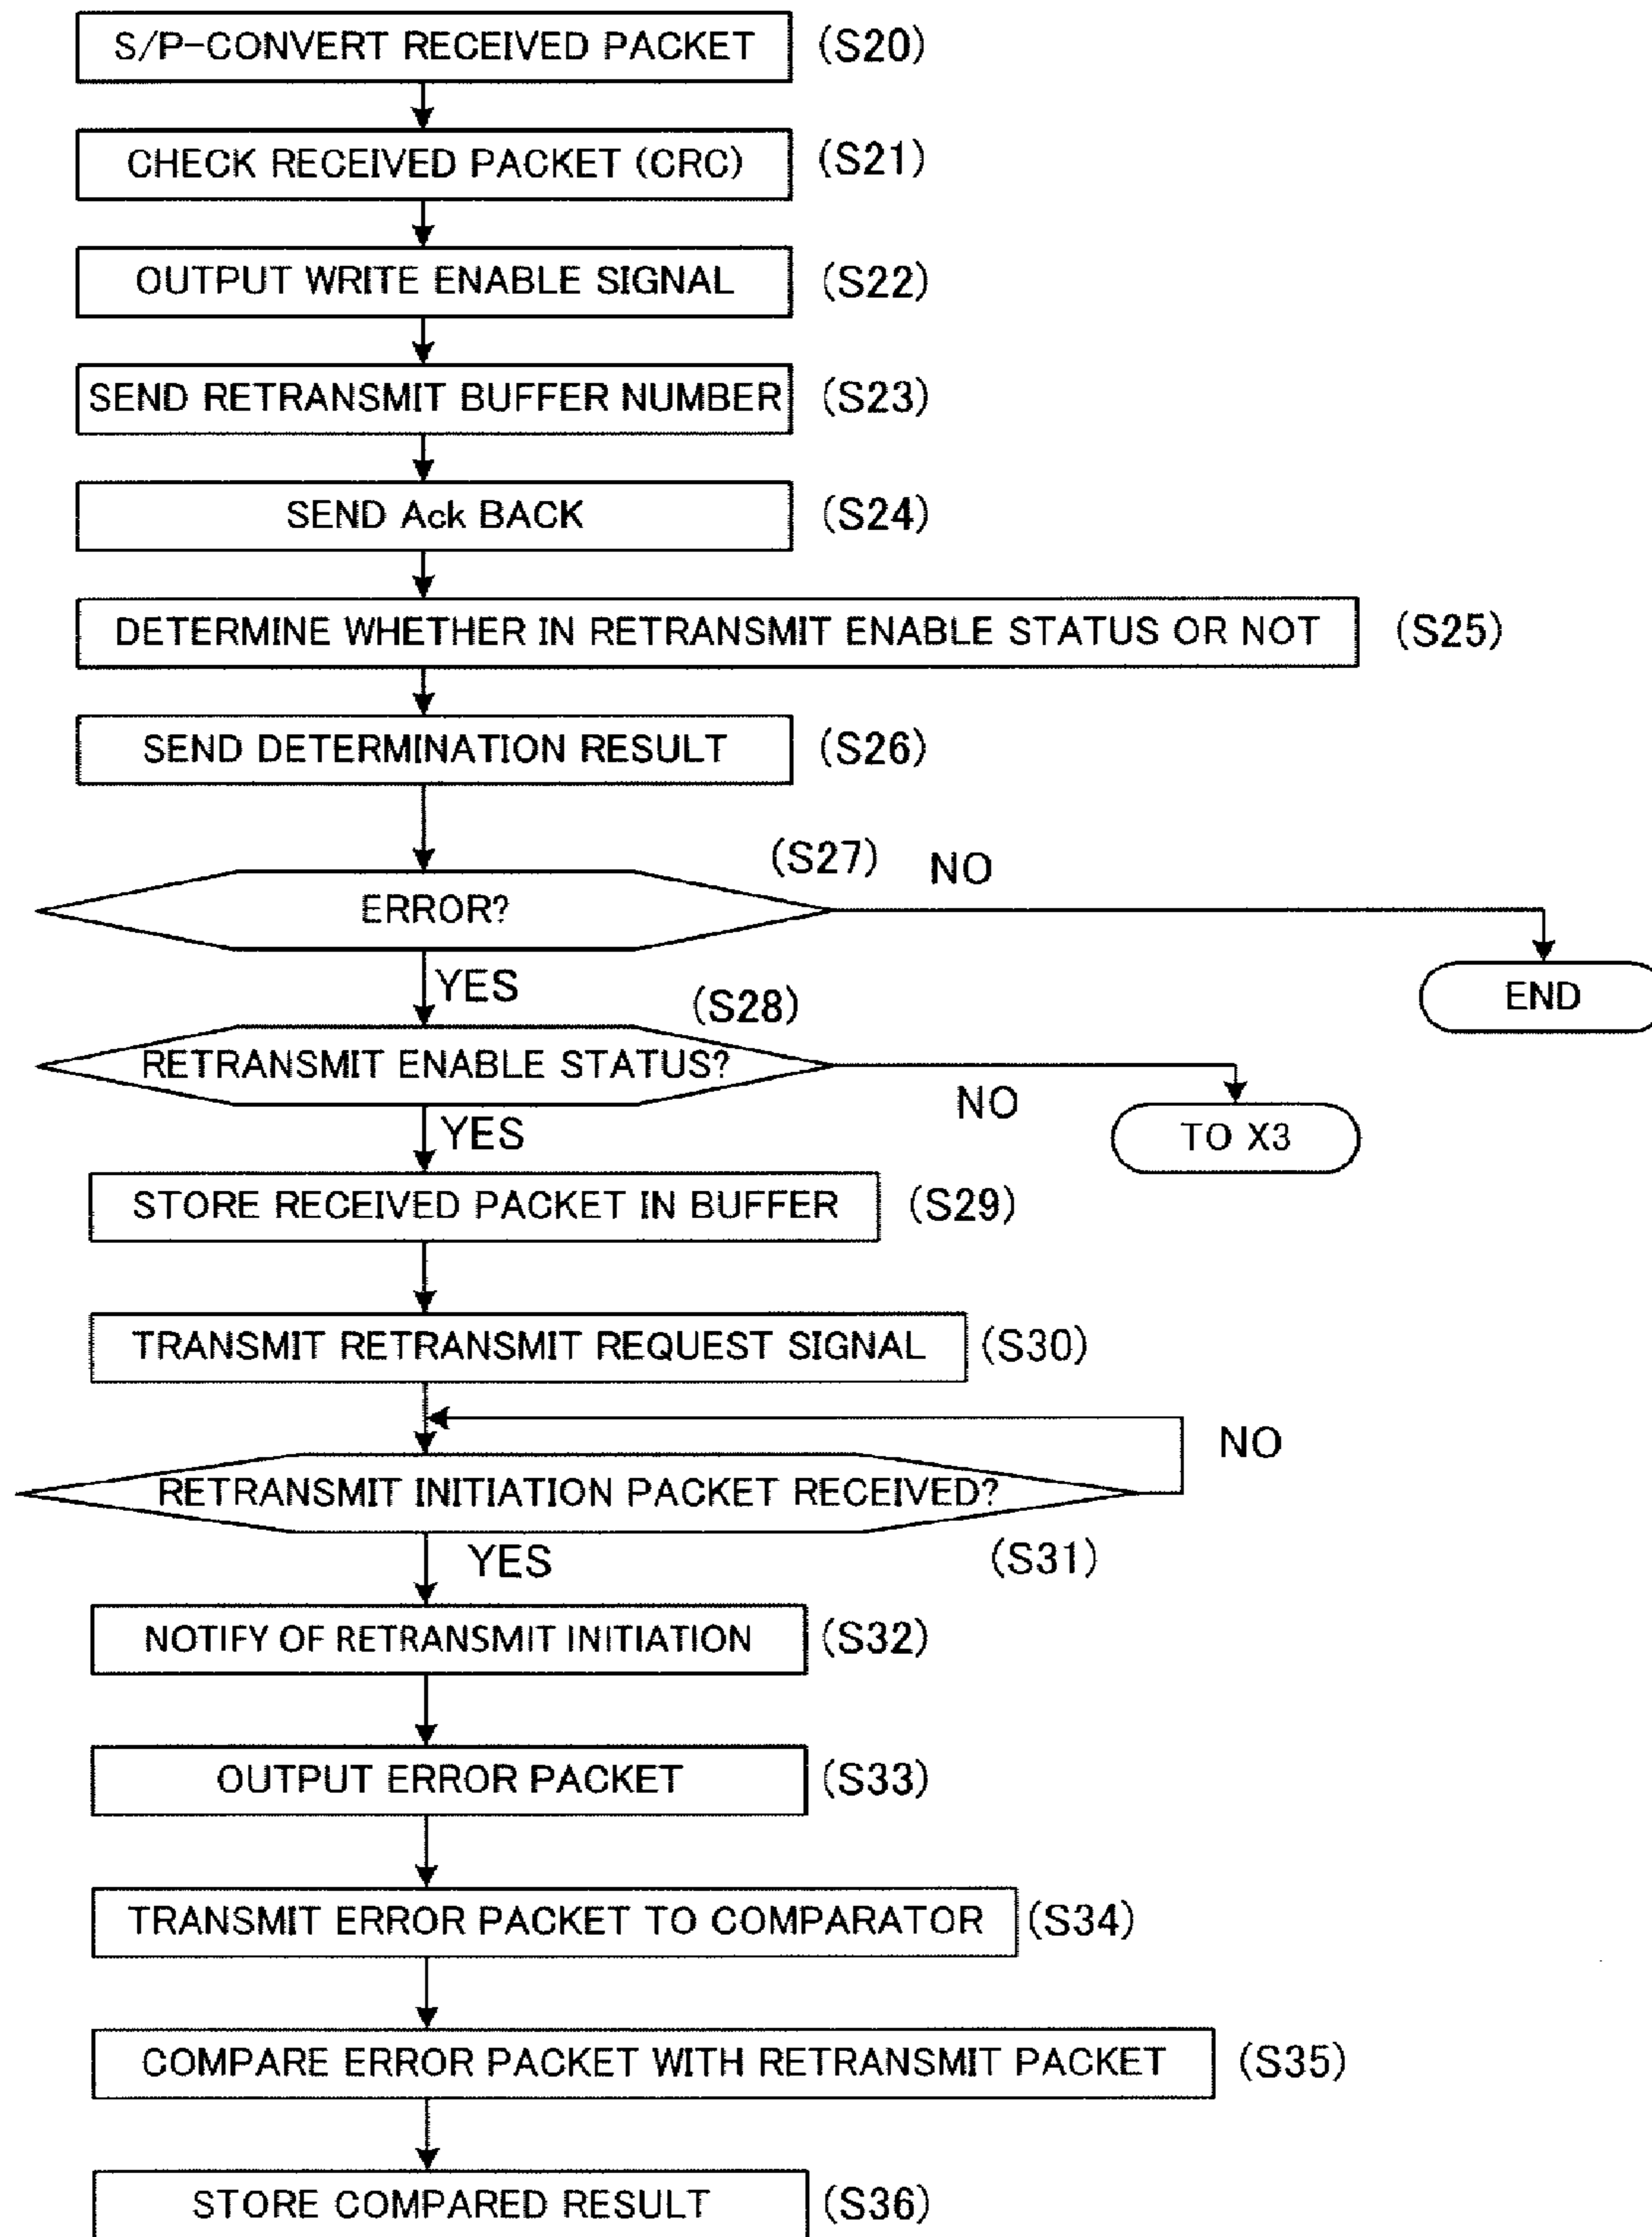 S/P-CONVERT RECEIVED PACKET (S20)
CHECK RECEIVED PACKET (CRC) (S21)
OUTPUT WRITE ENABLE SIGNAL (S22)
SEND RETRANSMIT BUFFER NUMBER (S23)
SEND Ack BACK (S24)
DETERMINE WHETHER IN RETRANSMIT ENABLE STATUS OR NOT (S25)
SEND DETERMINATION RESULT (S26)
(S27) NO
ERROR?
YES
END
(S28)
RETRANSMIT ENABLE STATUS?
NO
YES
TO X3
STORE RECEIVED PACKET IN BUFFER (S29)
TRANSMIT RETRANSMIT REQUEST SIGNAL (S30)
NO
RETRANSMIT INITIATION PACKET RECEIVED?
YES (S31)
NOTIFY OF RETRANSMIT INITIATION (S32)
OUTPUT ERROR PACKET (S33)
TRANSMIT ERROR PACKET TO COMPARATOR (S34)
COMPARE ERROR PACKET WITH RETRANSMIT PACKET (S35)
STORE COMPARED RESULT (S36)